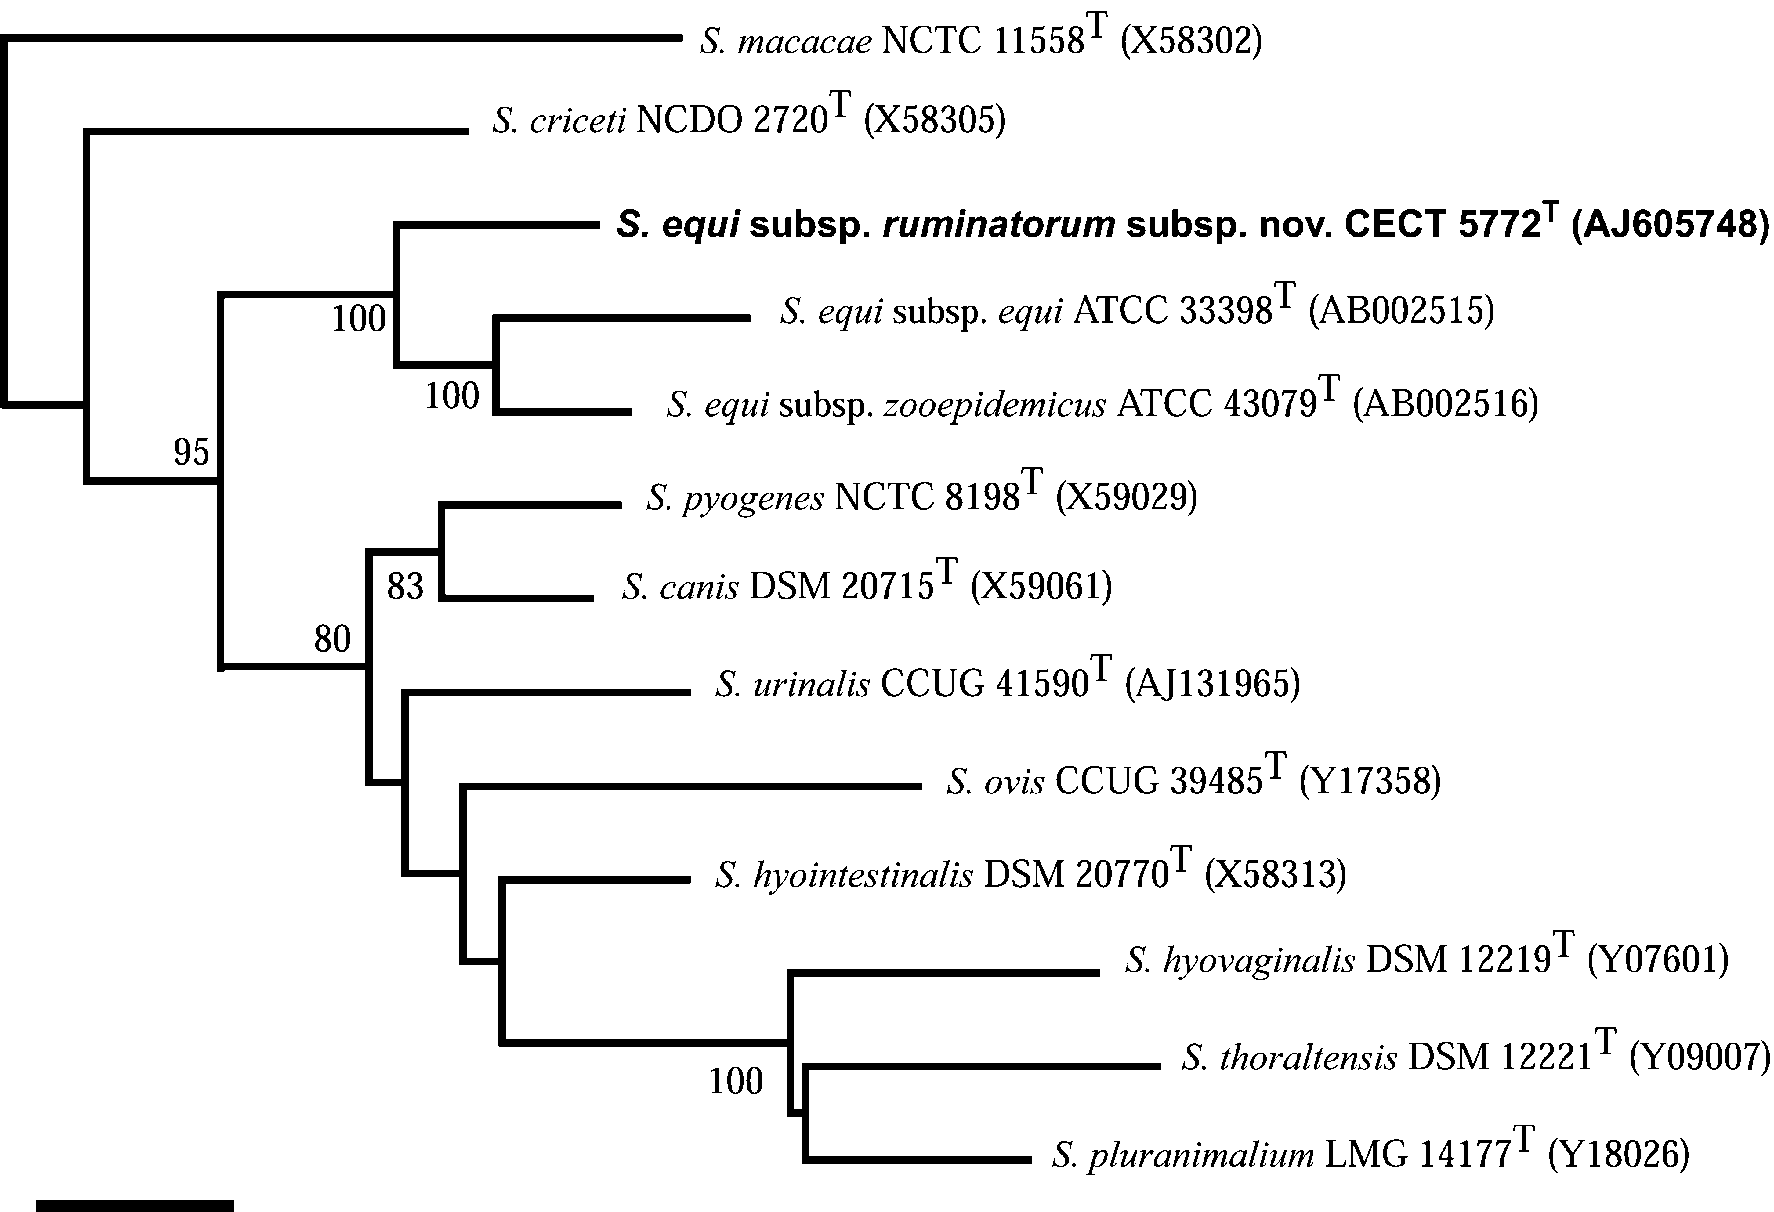 S. macacae NCTC 11558T (X58302)
S. criceti NCDO 2720T (X58305)
S. equi subsp. ruminatorum subsp. nov. CECT 5772T (AJ605748)
S. equi subsp. equi ATCC 33398T (AB002515)
100
S. equi subsp. zooepidemicus ATCC 43079T (AB002516)
100
95
S. pyogenes NCTC 8198T (X59029)
S. canis DSM 20715T (X59061)
83
80
S. urinalis CCUG 41590T (AJ131965)
S. ovis CCUG 39485T (Y17358)
S. hyointestinalis DSM 20770T (X58313)
S. hyovaginalis DSM 12219T (Y07601)
S. thoraltensis DSM 12221T (Y09007)
100
S. pluranimalium LMG 14177T (Y18026)